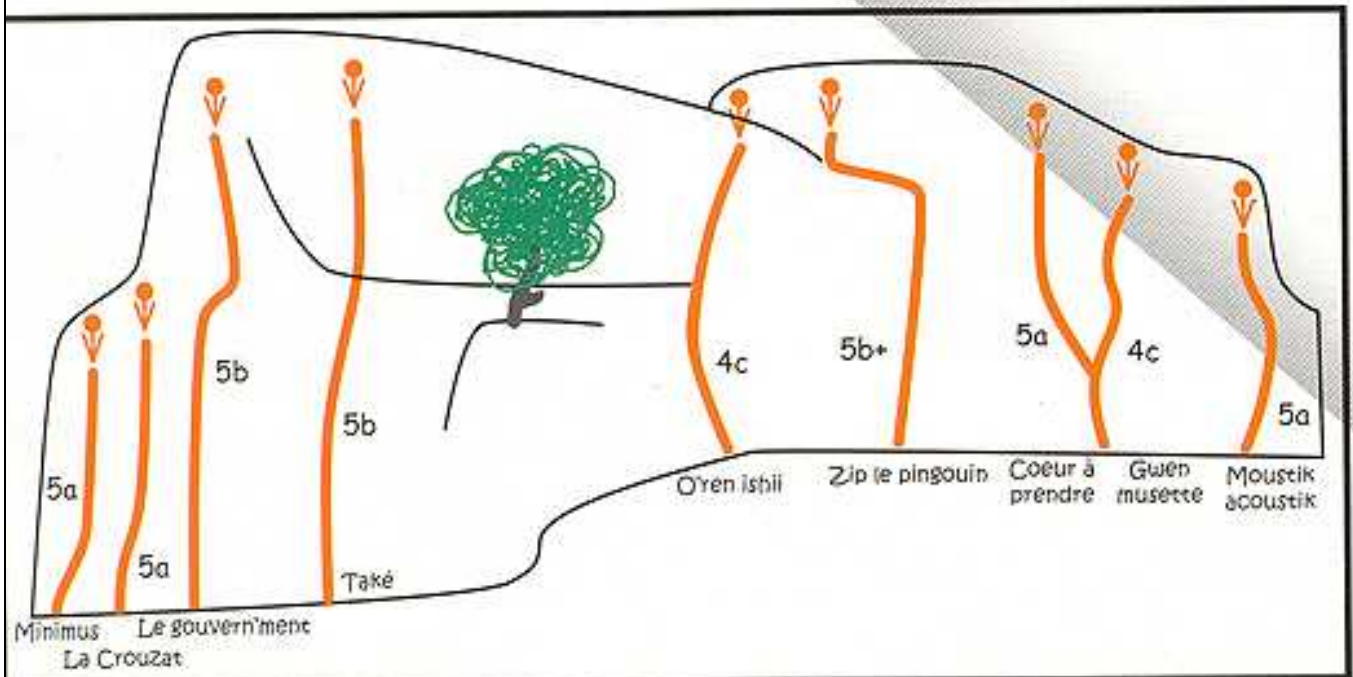 5a
5a
5b
5b
4c
5b+
5a
4c
5a
Minimus
La Crouzat
Le gouvern'ment
Také
O'ren ishii
Zip le pingouin
Coeur à
prendre
Gwen
musette
Moustik
acoustik